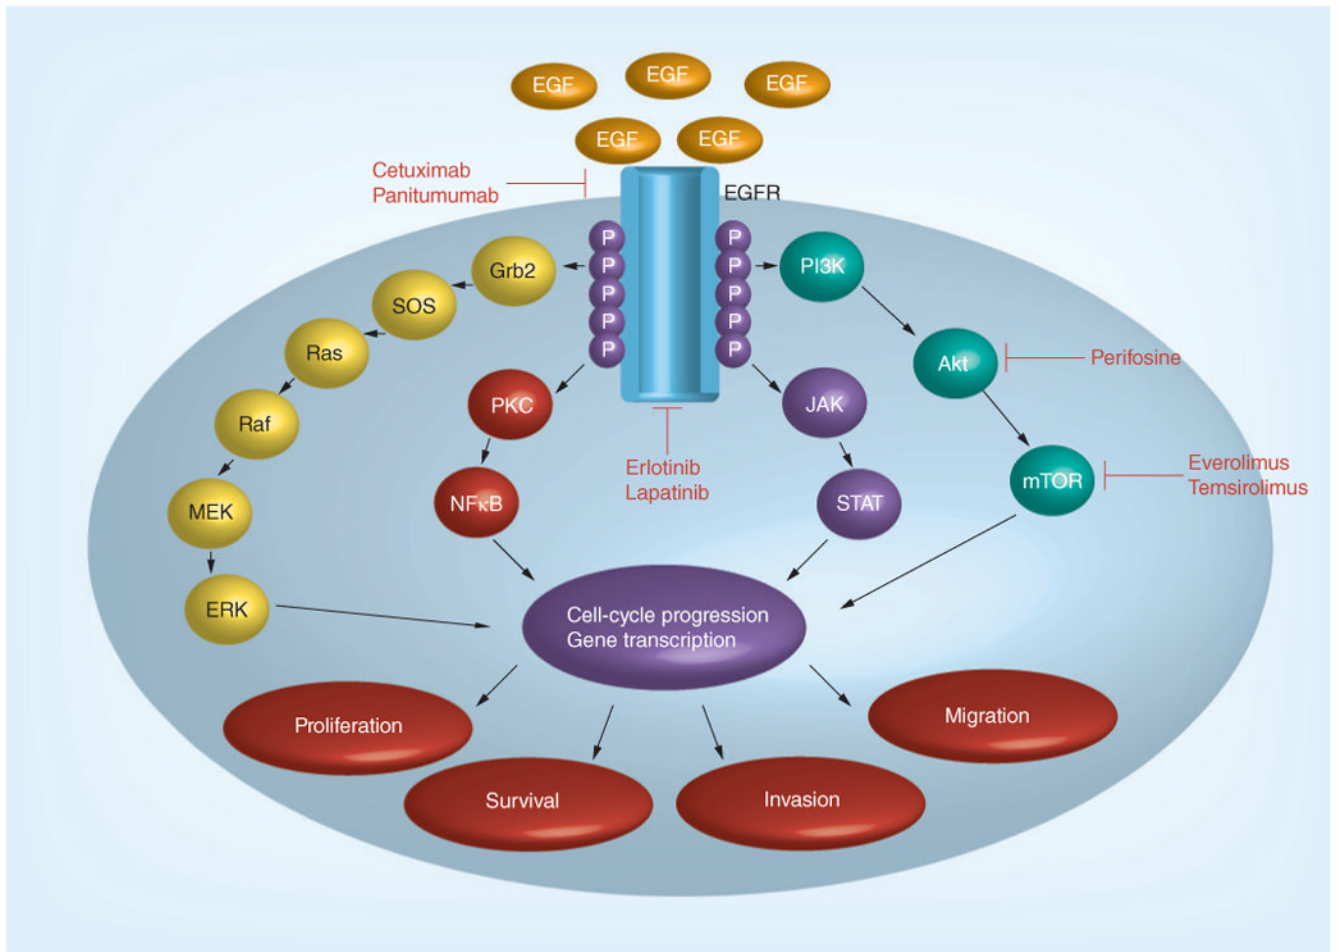 EGF
EGF
EGF
EGF
EGF
Cetuximab
Panitumumab
EGFR
P
P
P
P
P
P
P
P
P
P
Grb2
SOS
Ras
Raf
MEK
ERK
PKC
NFκB
Erlotinib
Lapatinib
JAK
STAT
PI3K
Akt
Perifosine
mTOR
Everolimus
Temsirolimus
Cell-cycle progression
Gene transcription
Proliferation
Survival
Invasion
Migration